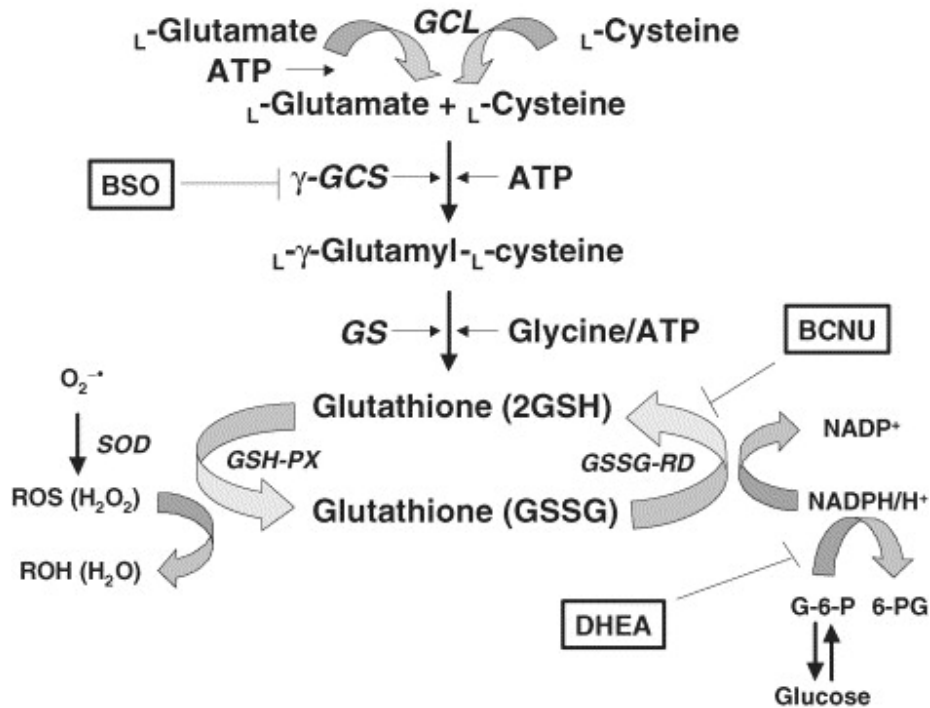 L-Glutamate GCL L-Cysteine
ATP
L-Glutamate + L-Cysteine
BSO γ-GCS ATP
L-γ-Glutamyl-L-cysteine
GS Glycine/ATP
BCNU
O₂⁻• Glutathione (2GSH)
NADP⁺
SOD GSH-PX GSSG-RD
ROS (H₂O₂) Glutathione (GSSG) NADPH/H⁺
ROH (H₂O)
DHEA G-6-P 6-PG
Glucose